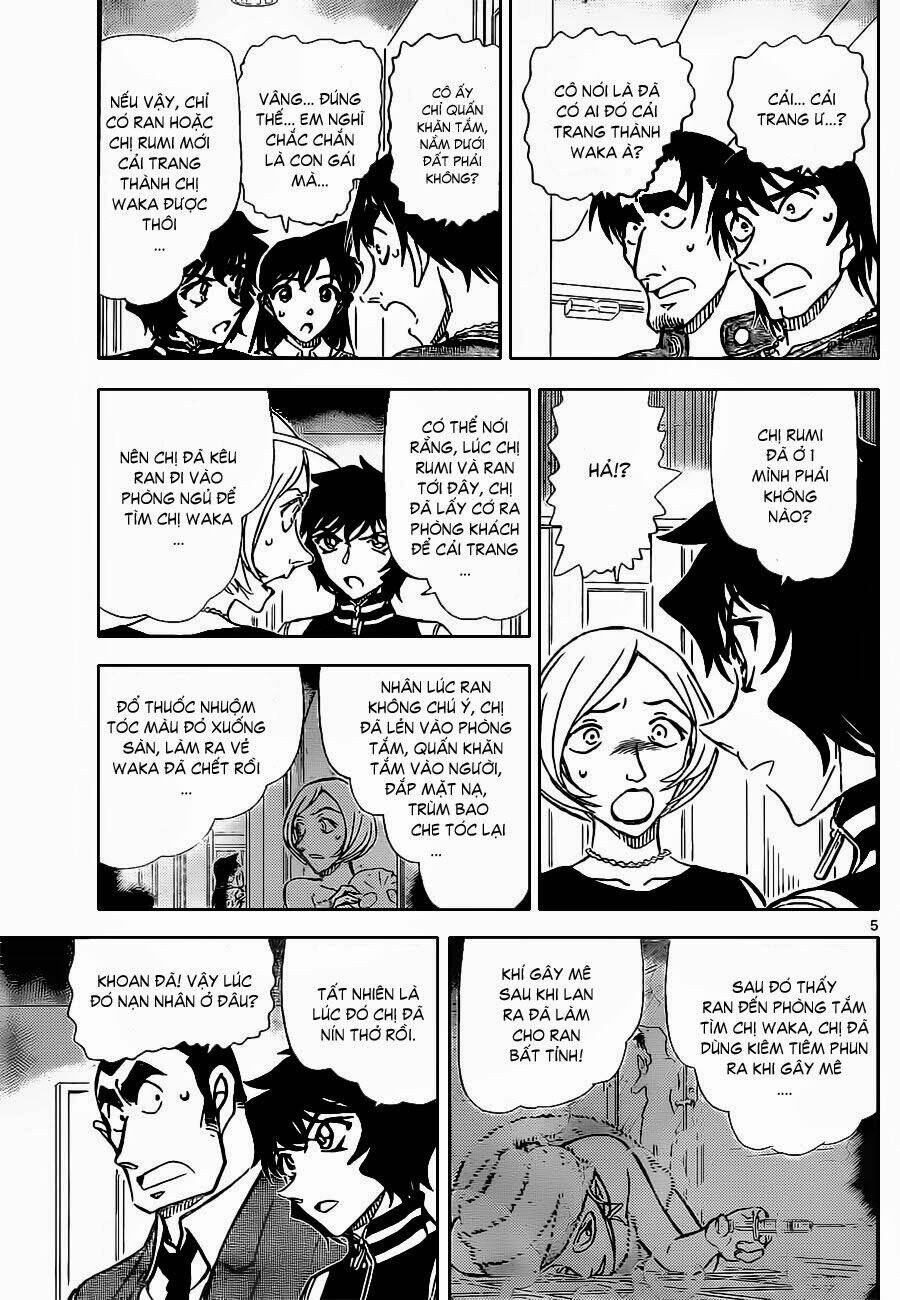 CẢI... CẢI
TRANG Ư...?
CÔ NÓI LÀ ĐÃ
CÓ AI ĐÓ CẢI
TRANG THÀNH
WAKA À?
CÔ ẤY
CHỈ QUẤN
KHĂN TẮM,
NẰM DƯỚI
ĐẤT PHẢI
KHÔNG?
VÂNG... ĐÚNG
THẾ... EM NGHĨ
CHẮC CHẮN
LÀ CON GÁI
MÀ...
NẾU VẬY, CHỈ
CÓ RAN HOẶC
CHỊ RUMI MỚI
CẢI TRANG
THÀNH CHỊ
WAKA ĐƯỢC
THÔI
...
CHỊ RUMI
ĐÃ Ở 1
MÌNH PHẢI
KHÔNG
NÀO?
HẢ!?
CÓ THỂ NÓI
RẰNG, LÚC CHỊ
RUMI VÀ RAN
TỚI ĐÂY, CHỊ
ĐÃ LẤY CỚ RA
PHÒNG KHÁCH
ĐỂ CẢI TRANG
...
NÊN CHỊ ĐÃ KÊU
RAN ĐI VÀO
PHÒNG NGỦ ĐỂ
TÌM CHỊ WAKA
...
NHÂN LÚC RAN
KHÔNG CHÚ Ý, CHỊ
ĐÃ LẺN VÀO PHÒNG
TẮM, QUẤN KHĂN
TẮM VÀO NGƯỜI,
ĐẮP MẶT NẠ,
TRÙM BAO
CHE TÓC LẠI
...
ĐỔ THUỐC NHUỘM
TÓC MÀU ĐỎ XUỐNG
SÀN, LÀM RA VẺ
WAKA ĐÃ CHẾT RỒI
...
5
SAU ĐÓ THẤY
RAN ĐẾN PHÒNG TẮM
TÌM CHỊ WAKA, CHỊ ĐÃ
DÙNG KIÊM TIÊM PHUN
RA KHI GÂY MÊ
....
KHÍ GÂY MÊ
SAU KHI LAN
RA ĐÃ LÀM
CHO RAN
BẤT TỈNH!
TẤT NHIÊN LÀ
LÚC ĐÓ CHỊ ĐÃ
NÍN THỞ RỒI.
KHOAN ĐÃ! VẬY LÚC
ĐÓ NẠN NHÂN Ở ĐÂU?